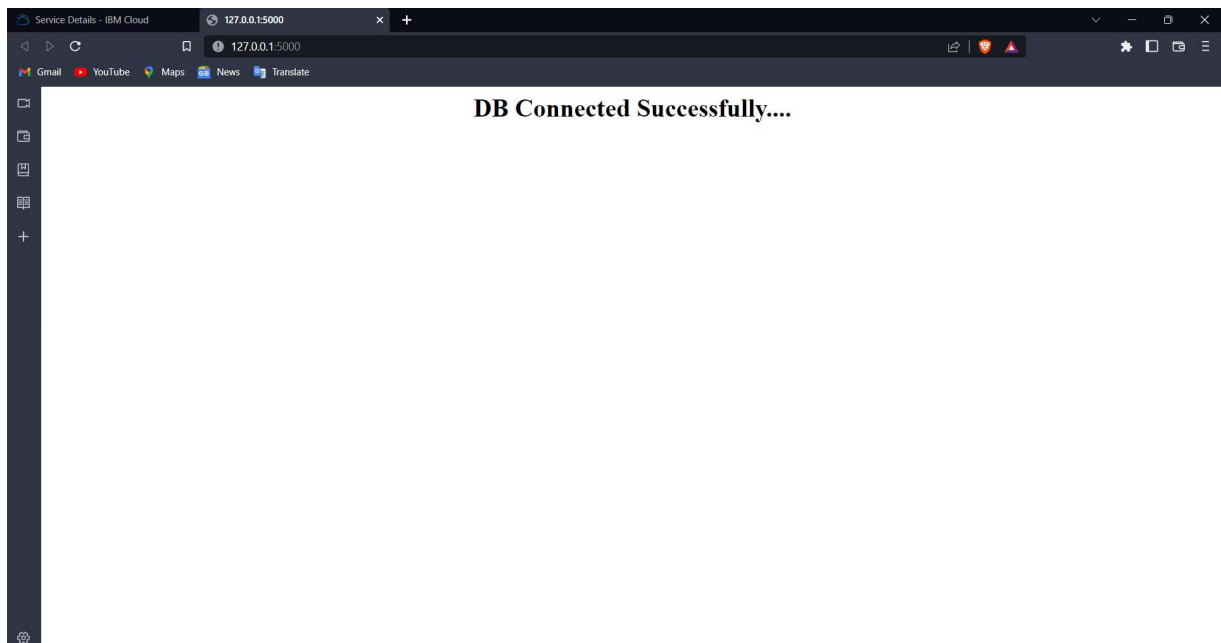 Service Details - IBM Cloud
127.0.0.1:5000
127.0.0.1:5000
Gmail YouTube Maps News Translate
DB Connected Successfully....